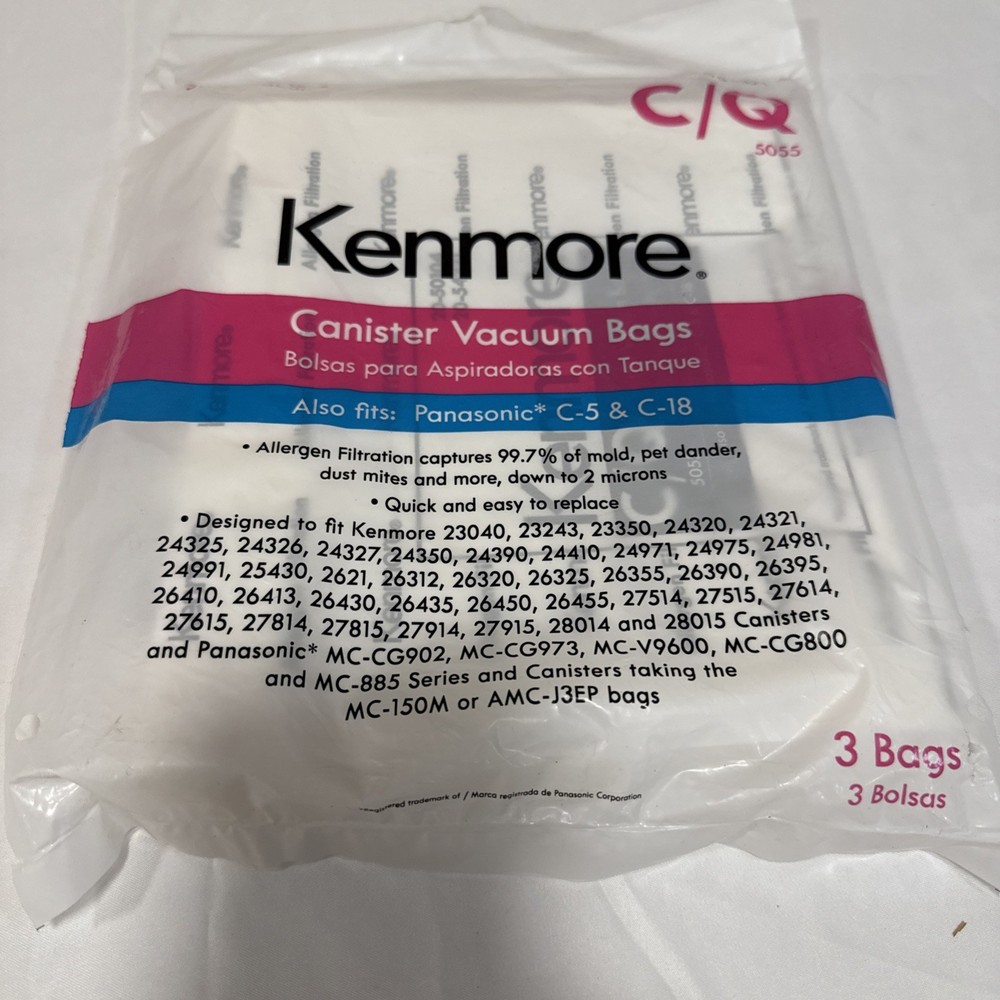 C/Q
5055
Kenmore®
Canister Vacuum Bags
Bolsas para Aspiradoras con Tanque
Also fits: Panasonic* C-5 & C-18
• Allergen Filtration captures 99.7% of mold, pet dander,
dust mites and more, down to 2 microns
• Quick and easy to replace
• Designed to fit Kenmore 23040, 23243, 23350, 24320, 24321,
24325, 24326, 24327, 24350, 24390, 24410, 24971, 24975, 24981,
24991, 25430, 2621, 26312, 26320, 26325, 26355, 26390, 26395,
26410, 26413, 26430, 26435, 26450, 26455, 27514, 27515, 27614,
27615, 27814, 27815, 27914, 27915, 28014 and 28015 Canisters
and Panasonic* MC-CG902, MC-CG973, MC-V9600, MC-CG800
and MC-885 Series and Canisters taking the
MC-150M or AMC-J3EP bags
3 Bags
3 Bolsas
trademark of / Marca registrada de Panasonic Corporation